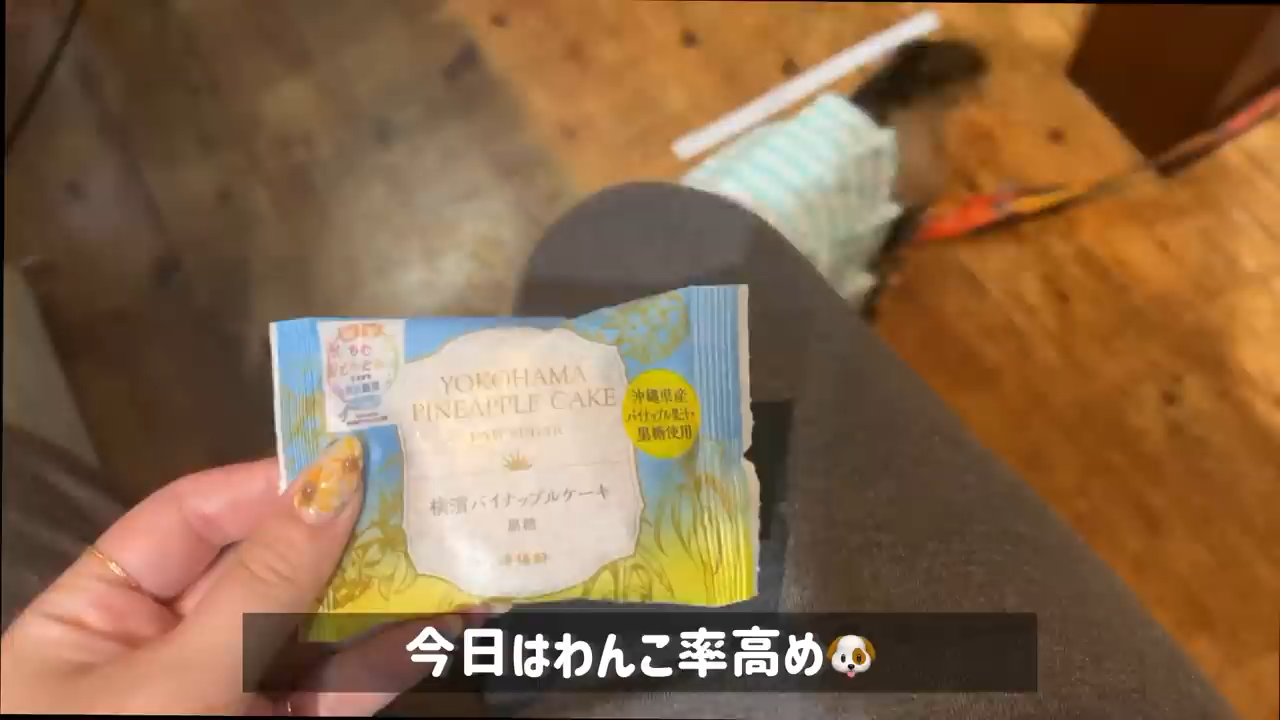 YOKOHAMA
PINEAPPLE CAKE
RAW SUGAR
沖縄県産
パイナップル果汁・
黒糖使用
横濱パイナップルケーキ
黒糖
今日はわんこ率高め🐶